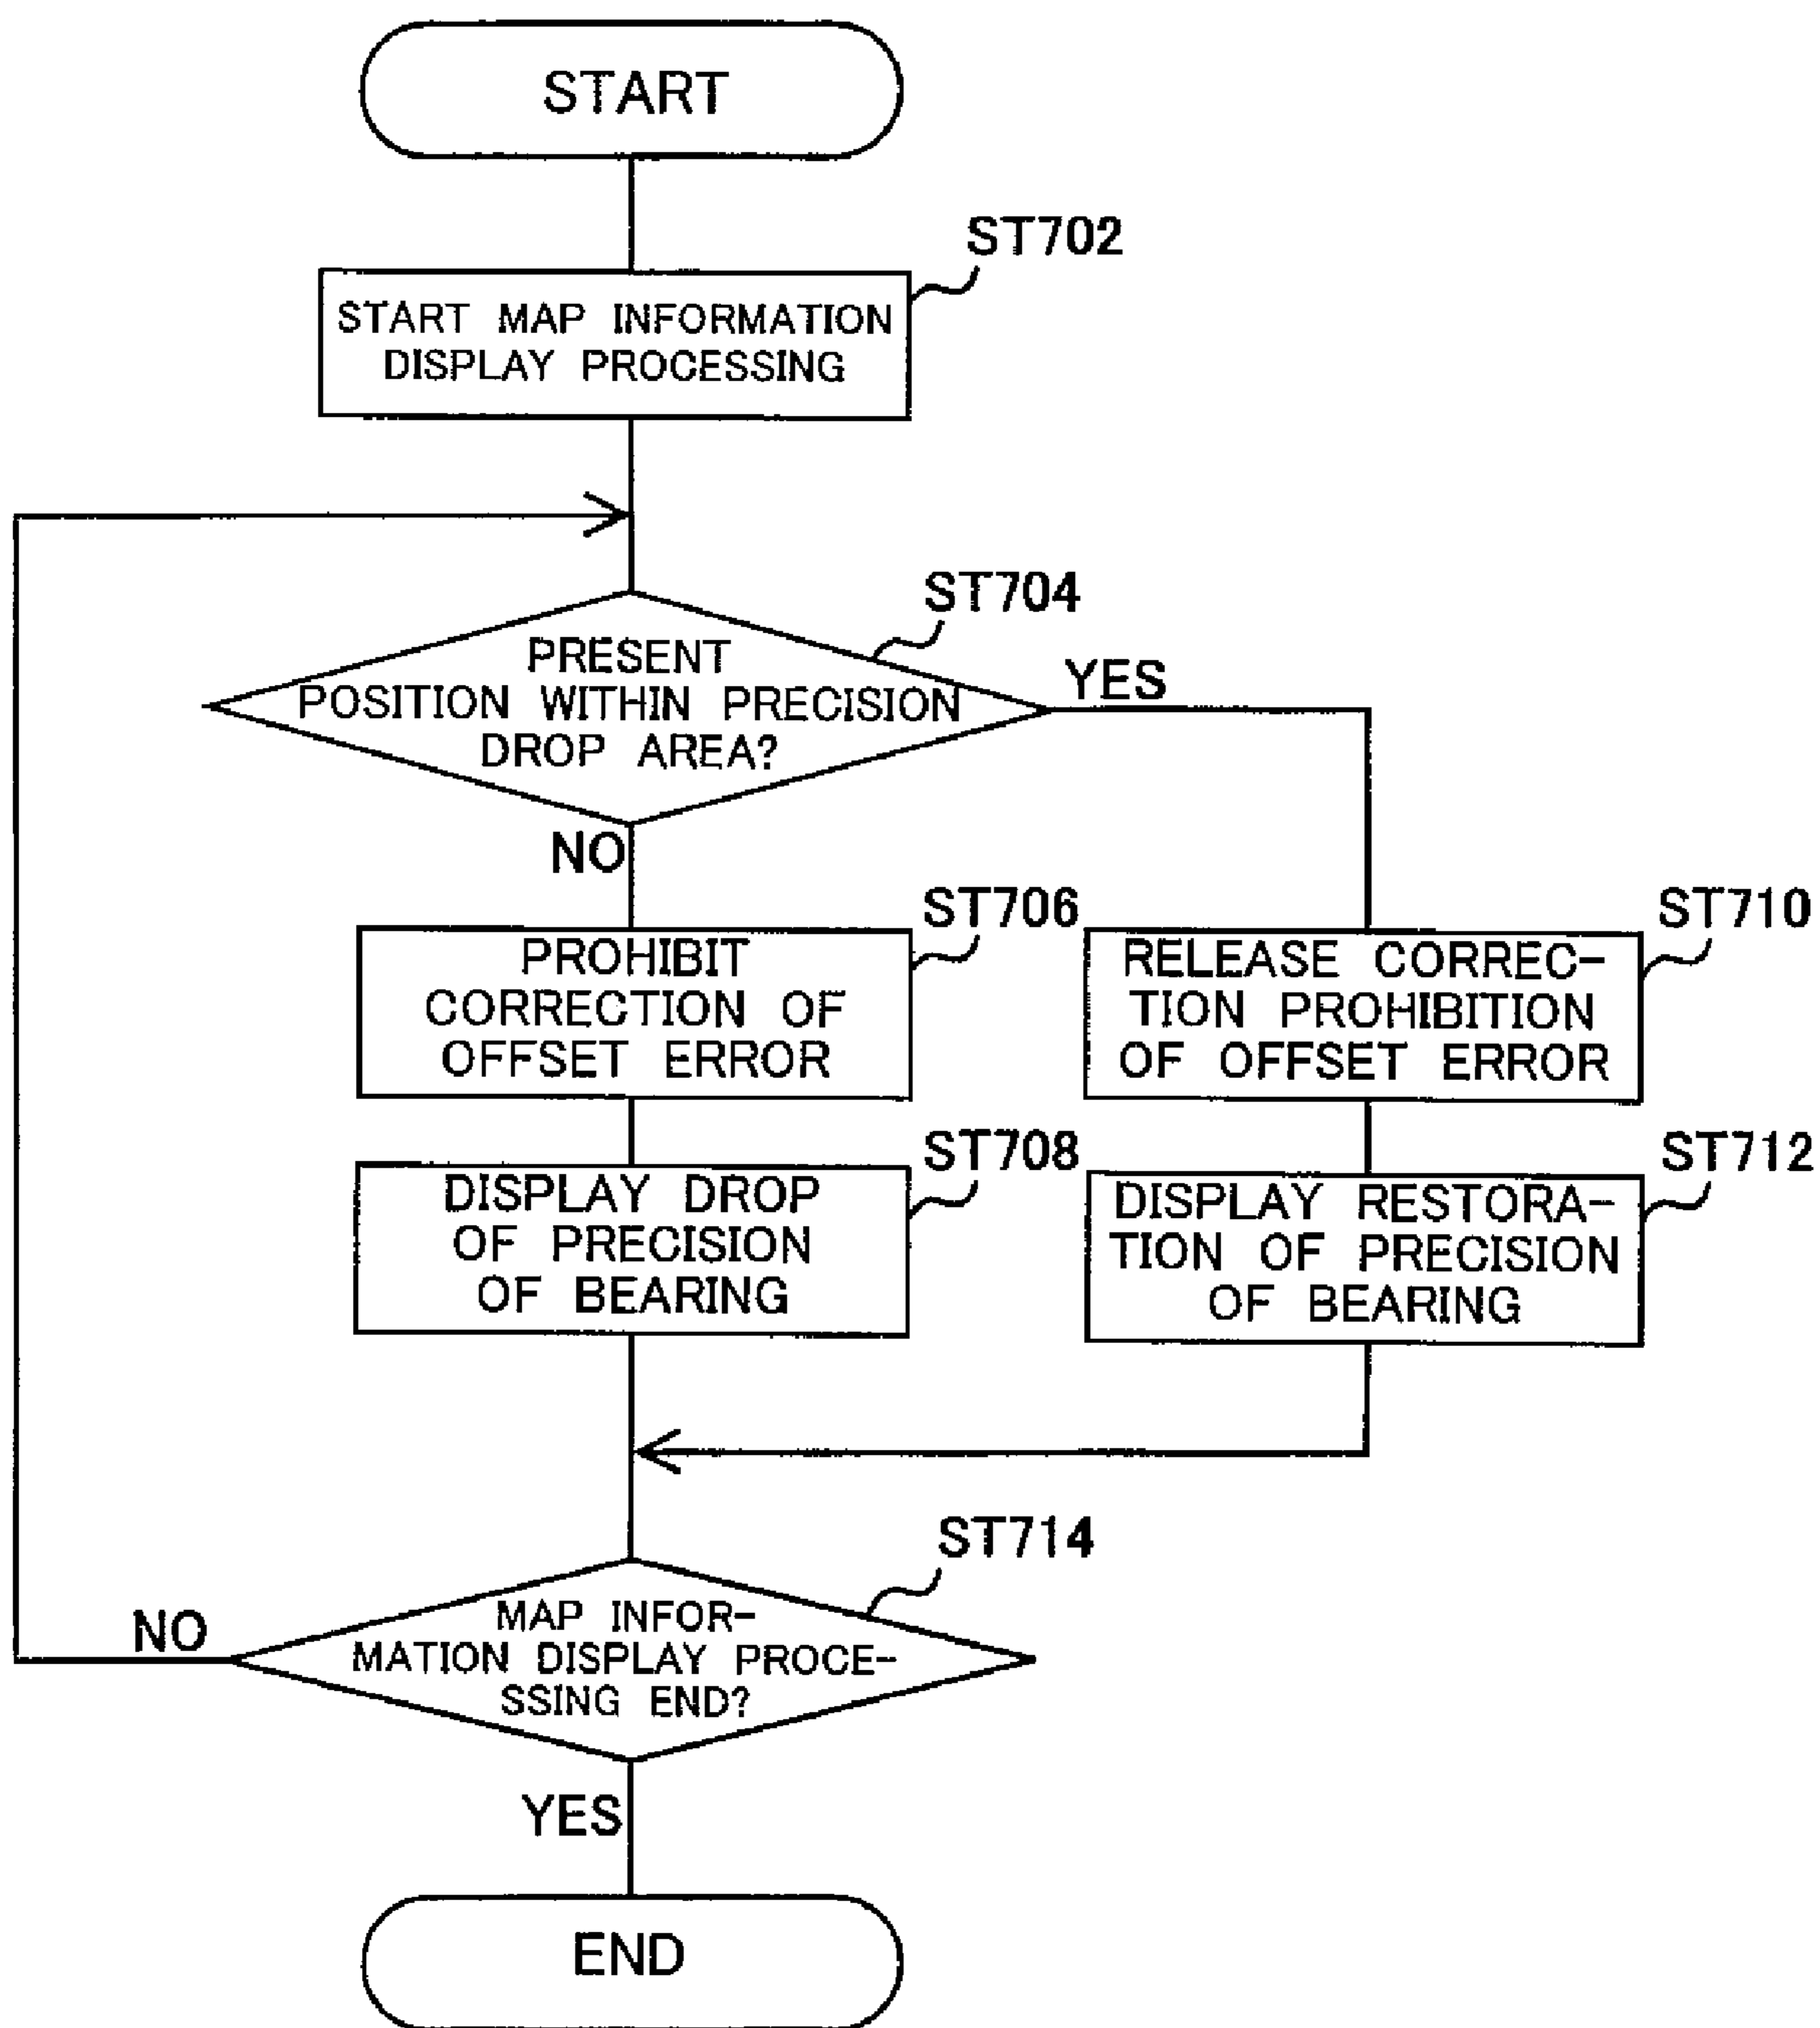 START
ST702
START MAP INFORMATION
DISPLAY PROCESSING
ST704
PRESENT
POSITION WITHIN PRECISION
DROP AREA?
YES
NO
ST706
PROHIBIT
CORRECTION OF
OFFSET ERROR
ST710
RELEASE CORREC-
TION PROHIBITION
OF OFFSET ERROR
ST708
DISPLAY DROP
OF PRECISION
OF BEARING
ST712
DISPLAY RESTORA-
TION OF PRECISION
OF BEARING
ST714
MAP INFOR-
MATION DISPLAY PROCE-
SSING END?
NO
YES
END